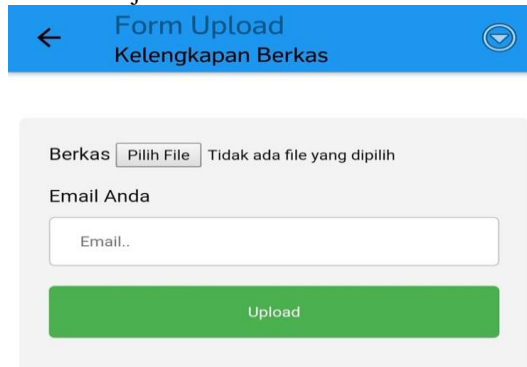 Form Upload
Kelengkapan Berkas
Berkas Pilih File Tidak ada file yang dipilih
Email Anda
Email..
Upload